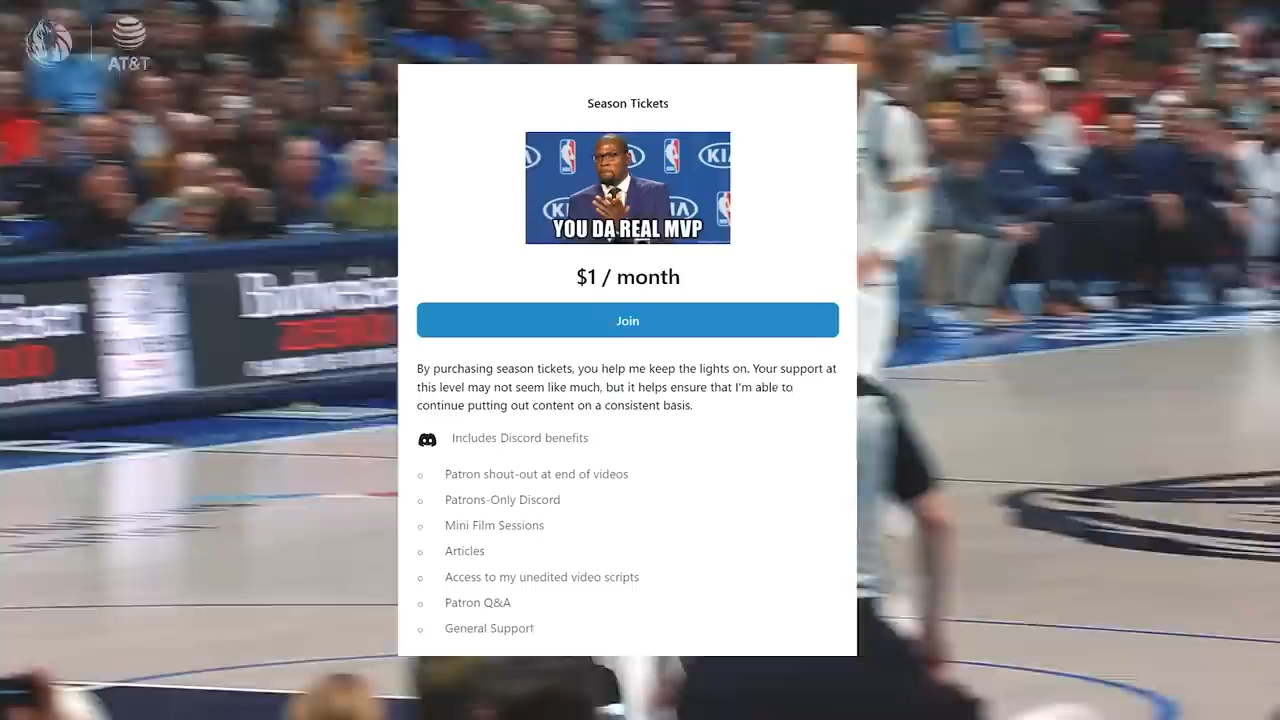 AT&T
Season Tickets
KIA
YOU DA REAL MVP
$1 / month
Join
By purchasing season tickets, you help me keep the lights on. Your support at
this level may not seem like much, but it helps ensure that I'm able to
continue putting out content on a consistent basis.
Includes Discord benefits
Patron shout-out at end of videos
Patrons-Only Discord
Mini Film Sessions
Articles
Access to my unedited video scripts
Patron Q&A
General Support
Budweiser